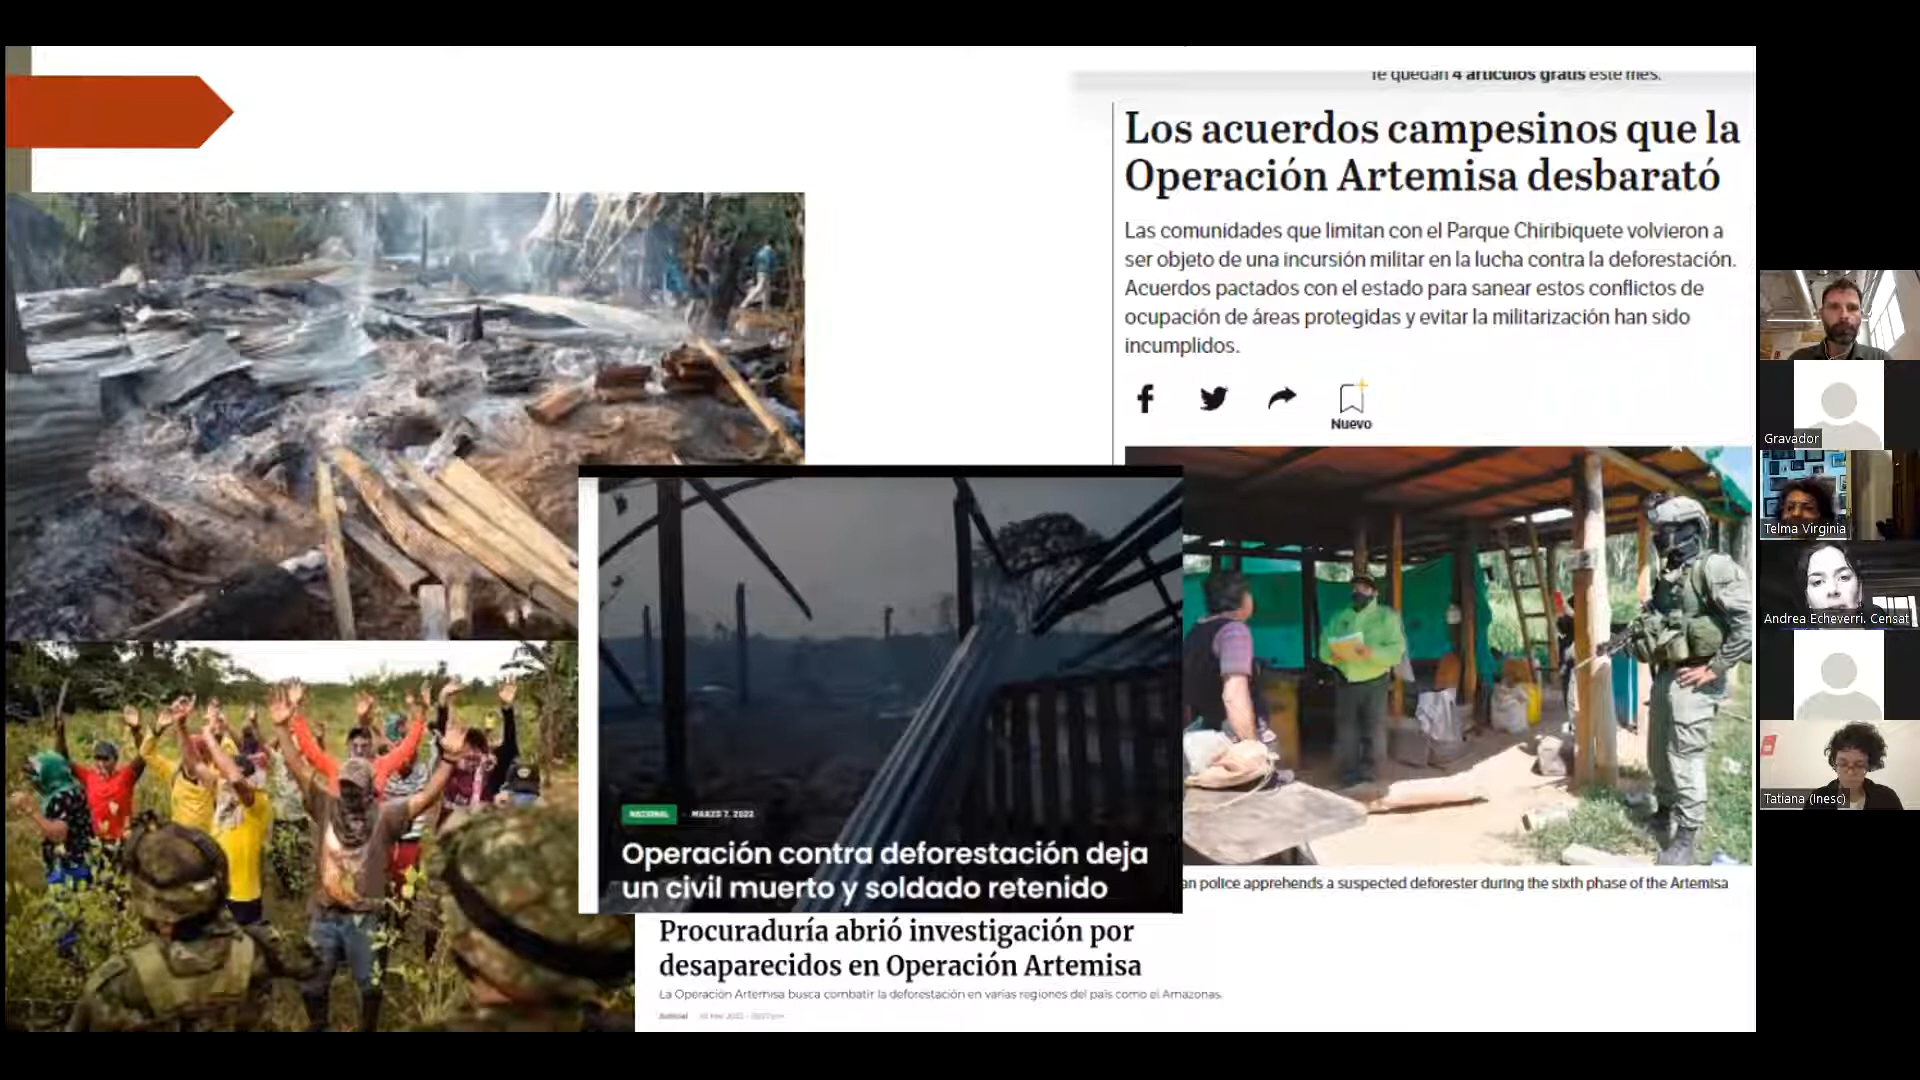 Te quedan 4 artículos gratis este mes.
Los acuerdos campesinos que la
Operación Artemisa desbarató
Las comunidades que limitan con el Parque Chiribiquete volvieron a
ser objeto de una incursión militar en la lucha contra la deforestación.
Acuerdos pactados con el estado para sanear estos conflictos de
ocupación de áreas protegidas y evitar la militarización han sido
incumplidos.
Nuevo
an police apprehends a suspected deforester during the sixth phase of the Artemisa
NACIONAL - MARZO 7, 2022
Operación contra deforestación deja
un civil muerto y soldado retenido
Procuraduría abrió investigación por
desaparecidos en Operación Artemisa
La Operación Artemisa busca combatir la deforestación en varias regiones del país como el Amazonas.
Judicial
Gravador
Telma Virginia
Andrea Echeverri. Censat
Tatiana (Inesc)